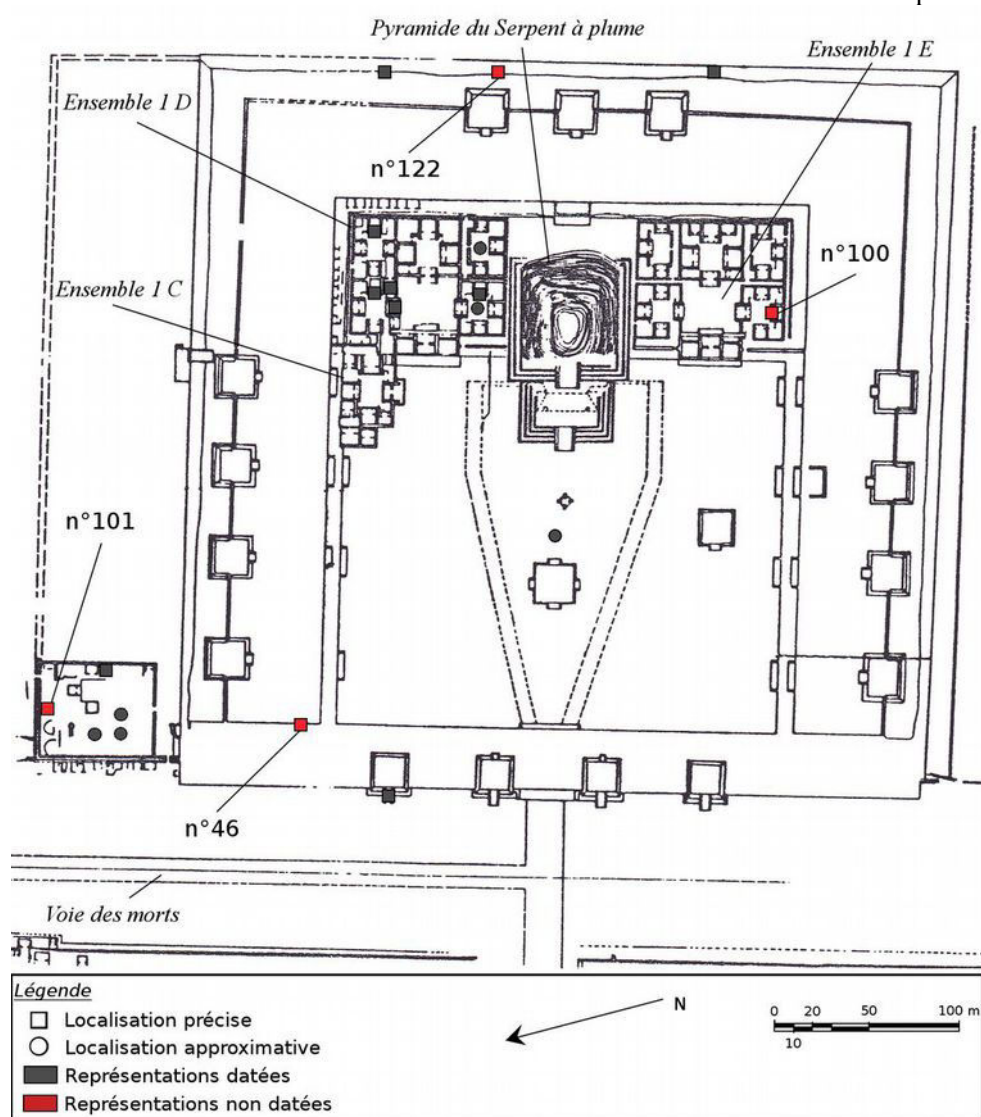 Pyramide du Serpent à plume
Ensemble 1 E
Ensemble 1 D
n°122
n°100
Ensemble 1 C
n°101
n°46
Voie des morts
Légende
Localisation précise
Localisation approximative
Représentations datées
Représentations non datées
N
0 20 50 100 m
10